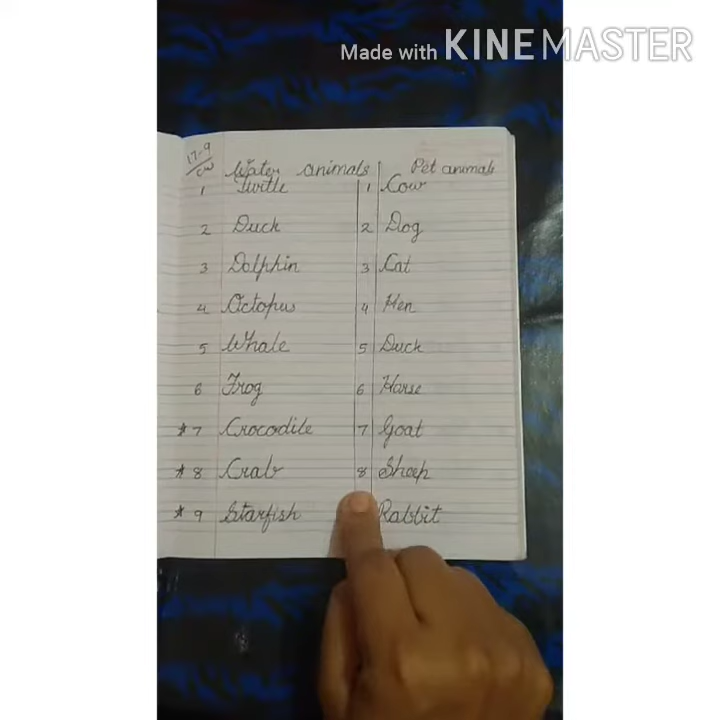 Made with KINEMASTER
17-9
CW
Water animals Pet animals
1 Turtle 1 Cow
2 Duck 2 Dog
3 Dolphin 3 Cat
4 Octopus 4 Hen
5 Whale 5 Duck
6 Frog 6 Horse
*7 Crocodile 7 Goat
*8 Crab 8 Sheep
*9 Starfish Rabbit